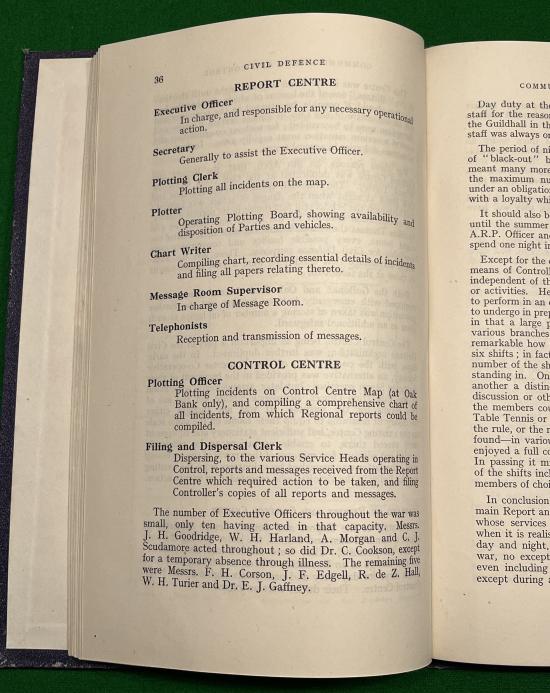 CIVIL DEFENCE
36
REPORT CENTRE
Executive Officer
In charge, and responsible for any necessary operational
action.
Secretary
Generally to assist the Executive Officer.
Plotting Clerk
Plotting all incidents on the map.
Plotter
Operating Plotting Board, showing availability and
disposition of Parties and vehicles.
Chart Writer
Compiling chart, recording essential details of incidents
and filing all papers relating thereto.
Message Room Supervisor
In charge of Message Room.
Telephonists
Reception and transmission of messages.
CONTROL CENTRE
Plotting Officer
Plotting incidents on Control Centre Map (at Oak
Bank only), and compiling a comprehensive chart of
all incidents, from which Regional reports could be
compiled.
Filing and Dispersal Clerk
Dispersing, to the various Service Heads operating in
Control, reports and messages received from the Report
Centre which required action to be taken, and filing
Controller's copies of all reports and messages.
The number of Executive Officers throughout the war was
small, only ten having acted in that capacity. Messrs.
J. H. Goodridge, W. H. Harland, A. Morgan and C. J.
Scudamore acted throughout; so did Dr. C. Cookson, except
for a temporary absence through illness. The remaining five
were Messrs. F. H. Corson, J. F. Edgell, R. de Z. Hall,
W. H. Turier and Dr. E. J. Gaffney.
COMMU
Day duty at the
staff for the reason
the Guildhall in th
staff was always o
The period of ni
of "black-out" b
meant many more
the maximum nu
under an obligatio
with a loyalty whi
It should also b
until the summer
A.R.P. Officer and
spend one night in
Except for the
means of Control
independent of th
or activities. He
to perform in an
to undergo in prep
in that a large p
various branches
remarkable how
six shifts; in fac
number of the sh
standing in. On
another a distin
discussion or oth
the members co
Table Tennis or
the rule, or the r
found—in vario
enjoyed a full co
In passing it m
of the shifts incl
members of choi
In conclusion
main Report an
whose services
when it is realis
day and night,
war, no except
even including
except during a